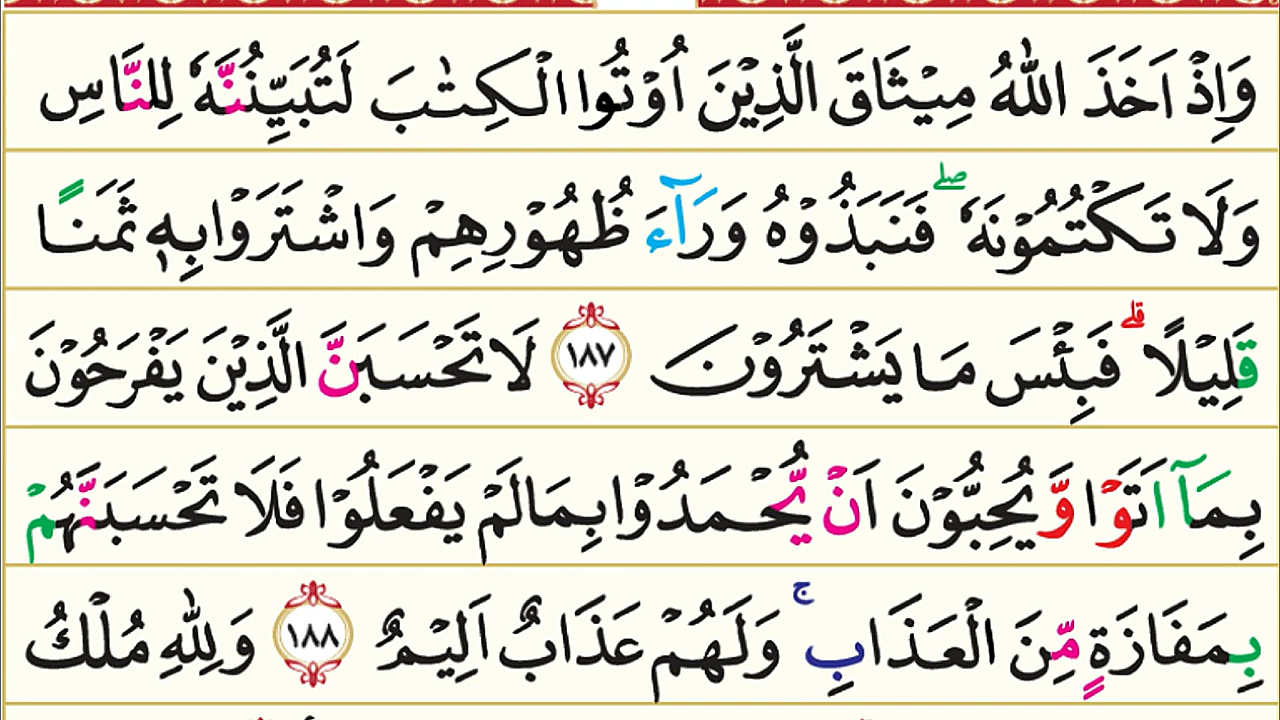 وَاِذْ اَخَذَ اللّٰهُ مِيْثَاقَ الَّذِيْنَ اُوْتُوا الْكِتٰبَ لَتُبَيِّنُنَّهٗ لِلنَّاسِ
وَلَا تَكْتُمُوْنَهٗ ۖ فَنَبَذُوْهُ وَرَآءَ ظُهُوْرِهِمْ وَاشْتَرَوْا بِهٖ ثَمَنًا
قَلِيْلًا ۗ فَبِئْسَ مَا يَشْتَرُوْنَ ١٨٧ لَا تَحْسَبَنَّ الَّذِيْنَ يَفْرَحُوْنَ
بِمَآ اَتَوْا وَّ يُحِبُّوْنَ اَنْ يُّحْمَدُوْا بِمَا لَمْ يَفْعَلُوْا فَلَا تَحْسَبَنَّهُمْ
بِمَفَازَةٍ مِّنَ الْعَذَابِ ۚ وَلَهُمْ عَذَابٌ اَلِيْمٌ ١٨٨ وَلِلّٰهِ مُلْكُ